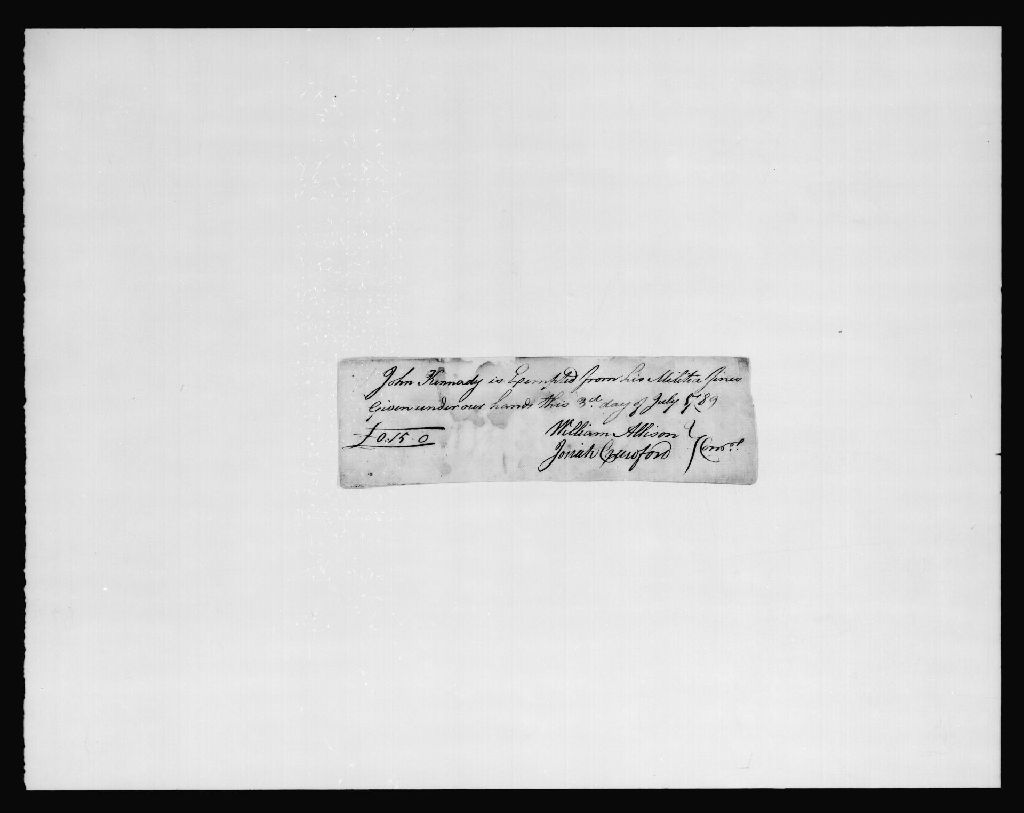 John Kennady is Exempted from his Militia fines
Given under our hands this 3d. day of July 1789
£0.15 0
William Allison
Josiah Crawford
Comrs.